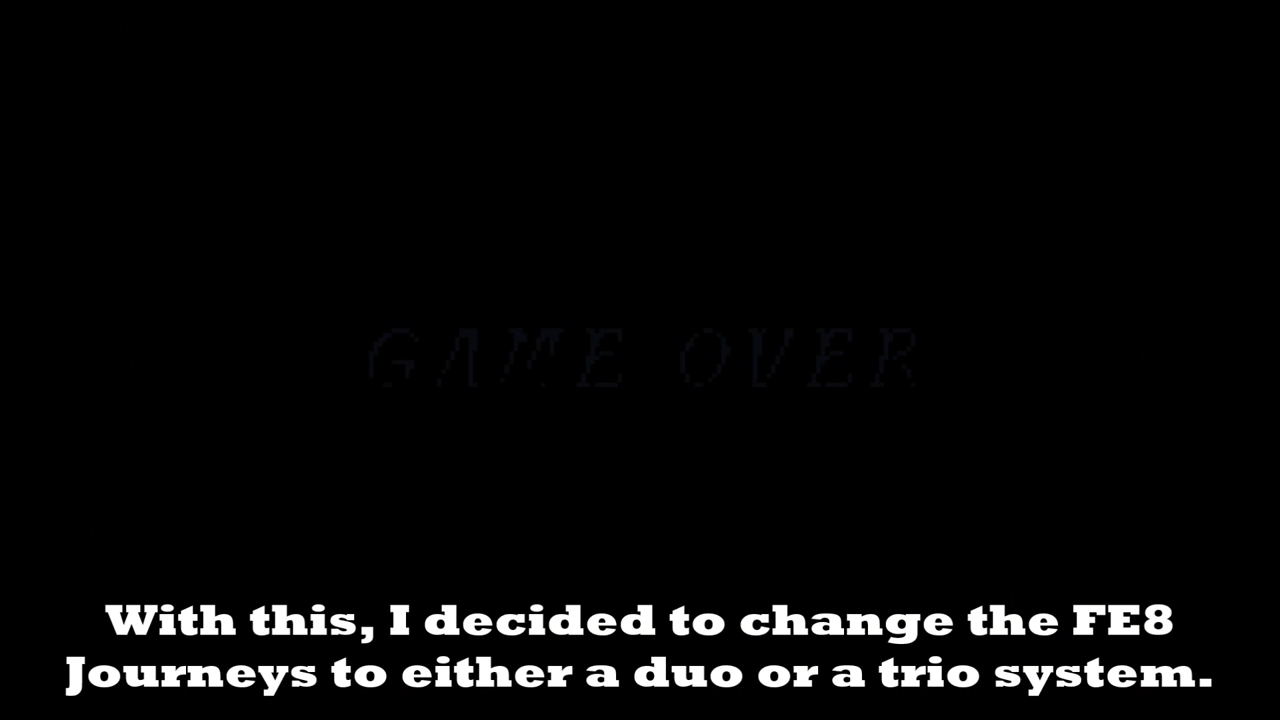 GAME OVER
With this, I decided to change the FE8
Journeys to either a duo or a trio system.